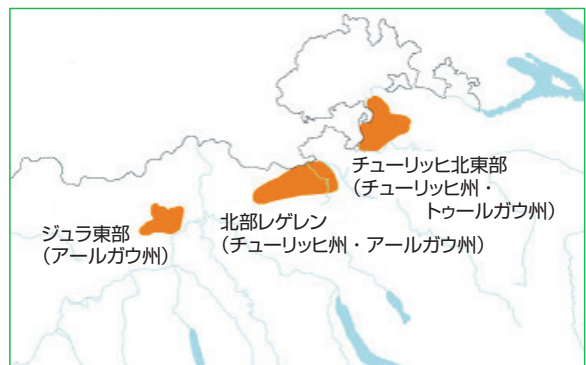 チューリッヒ北東部
（チューリッヒ州・
トゥールガウ州）
北部レゲレン
（チューリッヒ州・アールガウ州）
ジュラ東部
（アールガウ州）